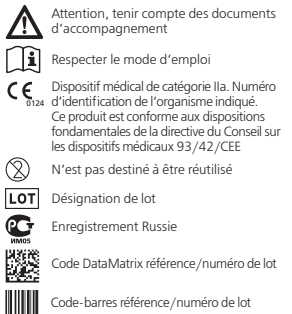 Attention, tenir compte des documents
d'accompagnement
Respecter le mode d'emploi
Dispositif médical de catégorie IIa. Numéro
0124 d'identification de l'organisme indiqué.
Ce produit est conforme aux dispositions
fondamentales de la directive du Conseil sur
les dispositifs médicaux 93/42/CEE
2 N'est pas destiné à être réutilisé
LOT Désignation de lot
ИМ05 Enregistrement Russie
Code DataMatrix référence/numéro de lot
Code-barres référence/numéro de lot